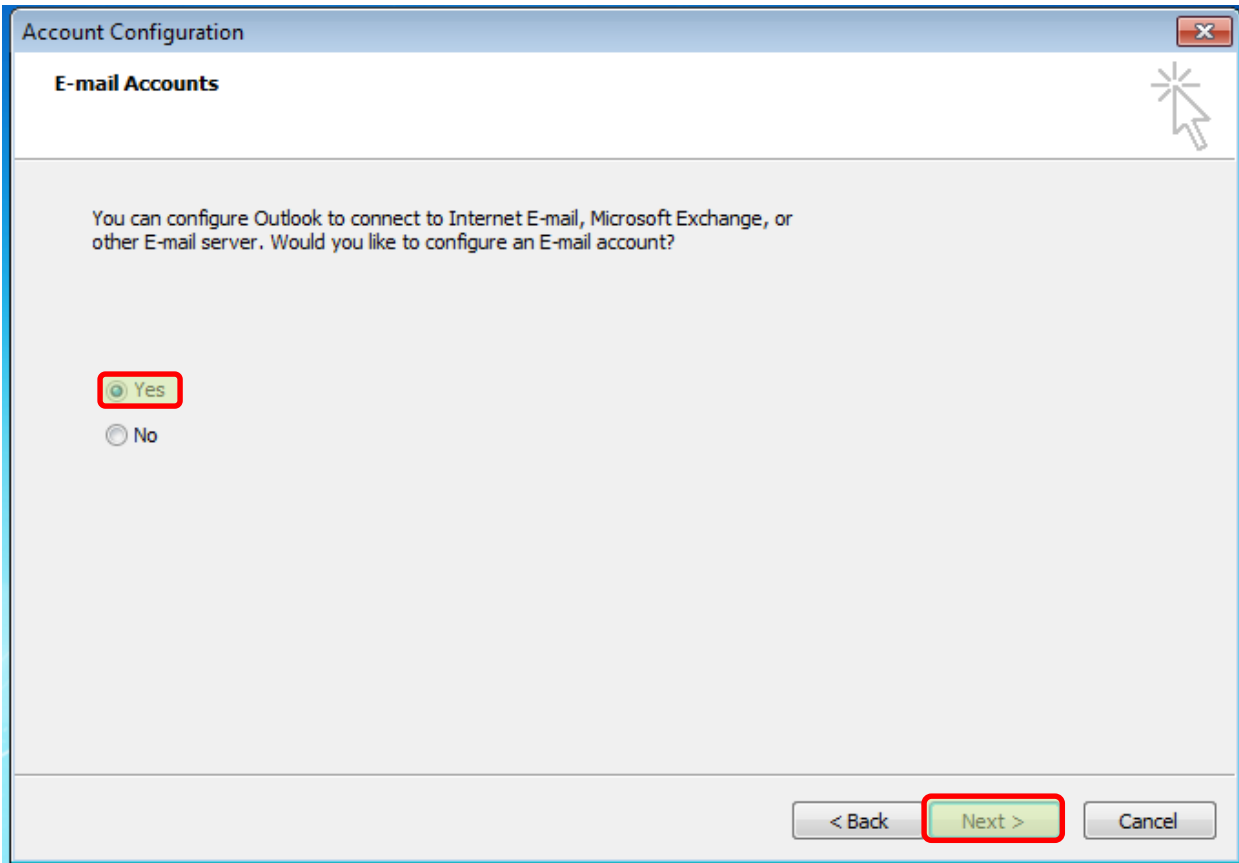 Account Configuration
E-mail Accounts
You can configure Outlook to connect to Internet E-mail, Microsoft Exchange, or
other E-mail server. Would you like to configure an E-mail account?
Yes
No
< Back Next > Cancel